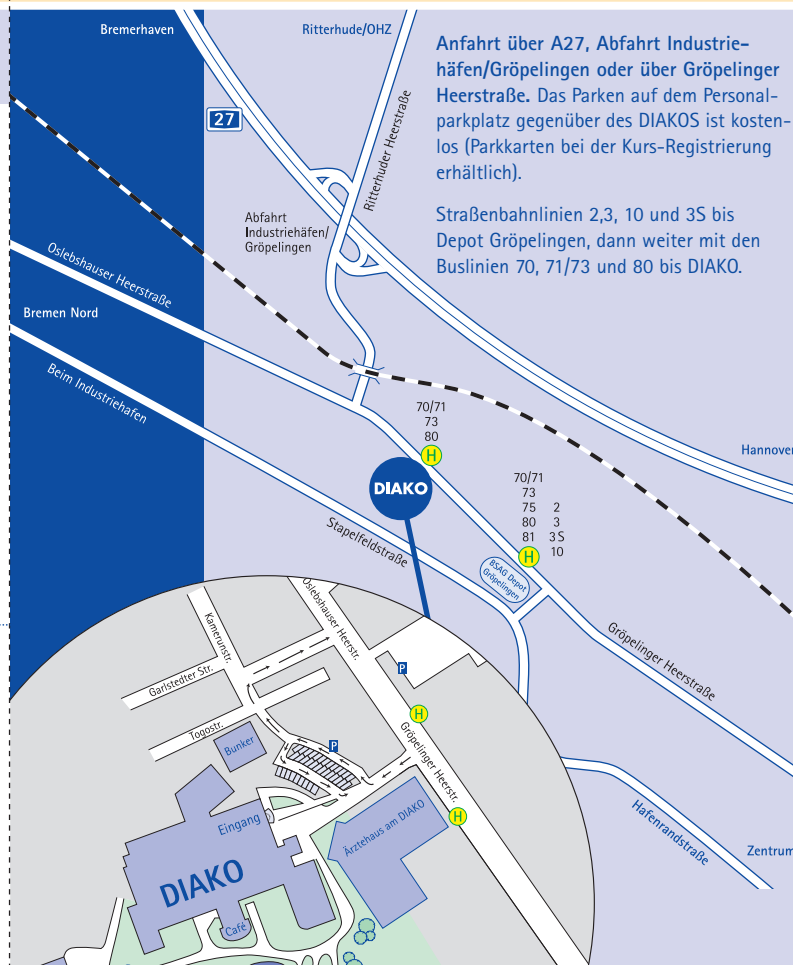 Bremerhaven
Ritterhude/OHZ
Anfahrt über A27, Abfahrt Industrie-
häfen/Gröpelingen oder über Gröpelinger
Heerstraße. Das Parken auf dem Personal-
parkplatz gegenüber des DIAKOS ist kosten-
los (Parkkarten bei der Kurs-Registrierung
erhältlich).
Straßenbahnlinien 2,3, 10 und 3S bis
Depot Gröpelingen, dann weiter mit den
Buslinien 70, 71/73 und 80 bis DIAKO.
27
Ritterhuder Heerstraße
Abfahrt
Industriehäfen/
Gröpelingen
Oslebshauser Heerstraße
Bremen Nord
Beim Industriehafen
70/71
73
80
H
Hannover
DIAKO
70/71
73
75 2
80 3
81 3S
10
H
Stapelfeldstraße
BSAG Depot
Gröpelingen
Gröpelinger Heerstraße
Hafenrandstraße
Zentrum
Oslebshauser Heerstr.
Kamerunstr.
Garlstedter Str.
Togostr.
P
H
Gröpelinger Heerstr.
P
Bunker
H
Eingang
Ärztehaus am DIAKO
DIAKO
Café